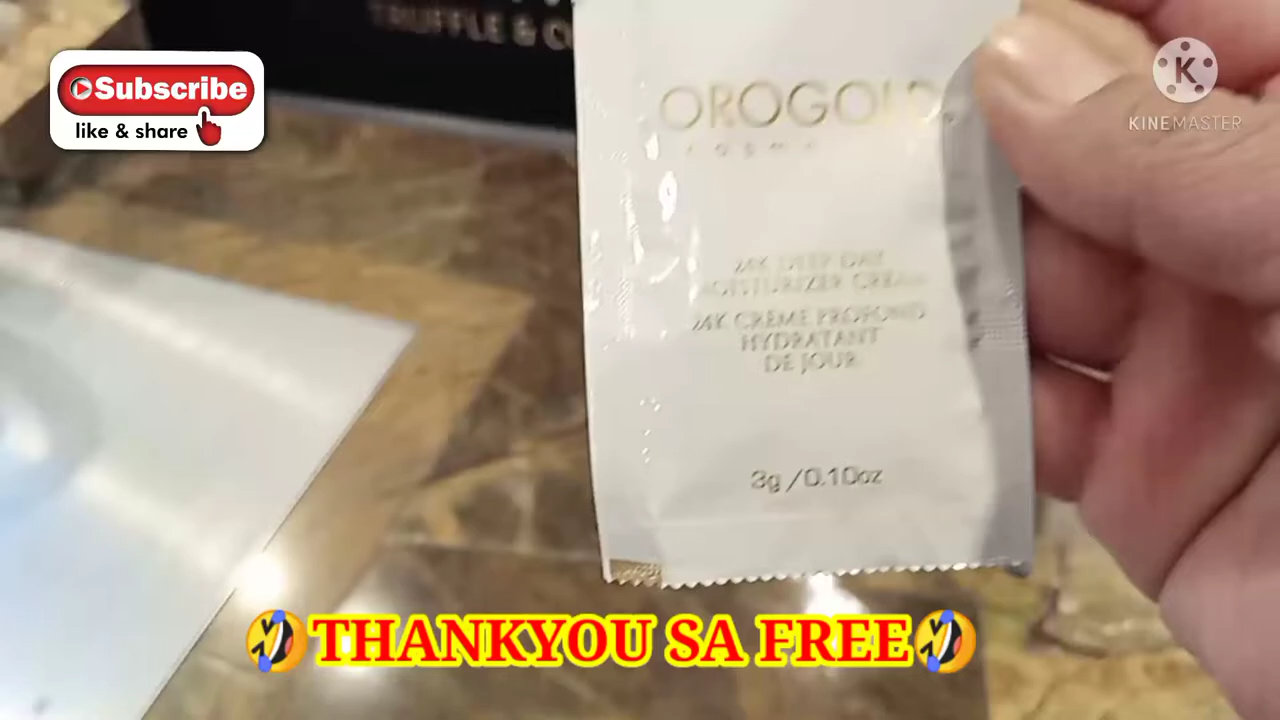 TRUFFLE &
Subscribe
like & share
K
KINEMASTER
OROGOLD
24K DEEP DAY
MOISTURIZER CREAM
24K CRÈME PROFOND
HYDRATANT
DE JOUR
3g/0.10oz
🤣THANKYOU SA FREE🤣